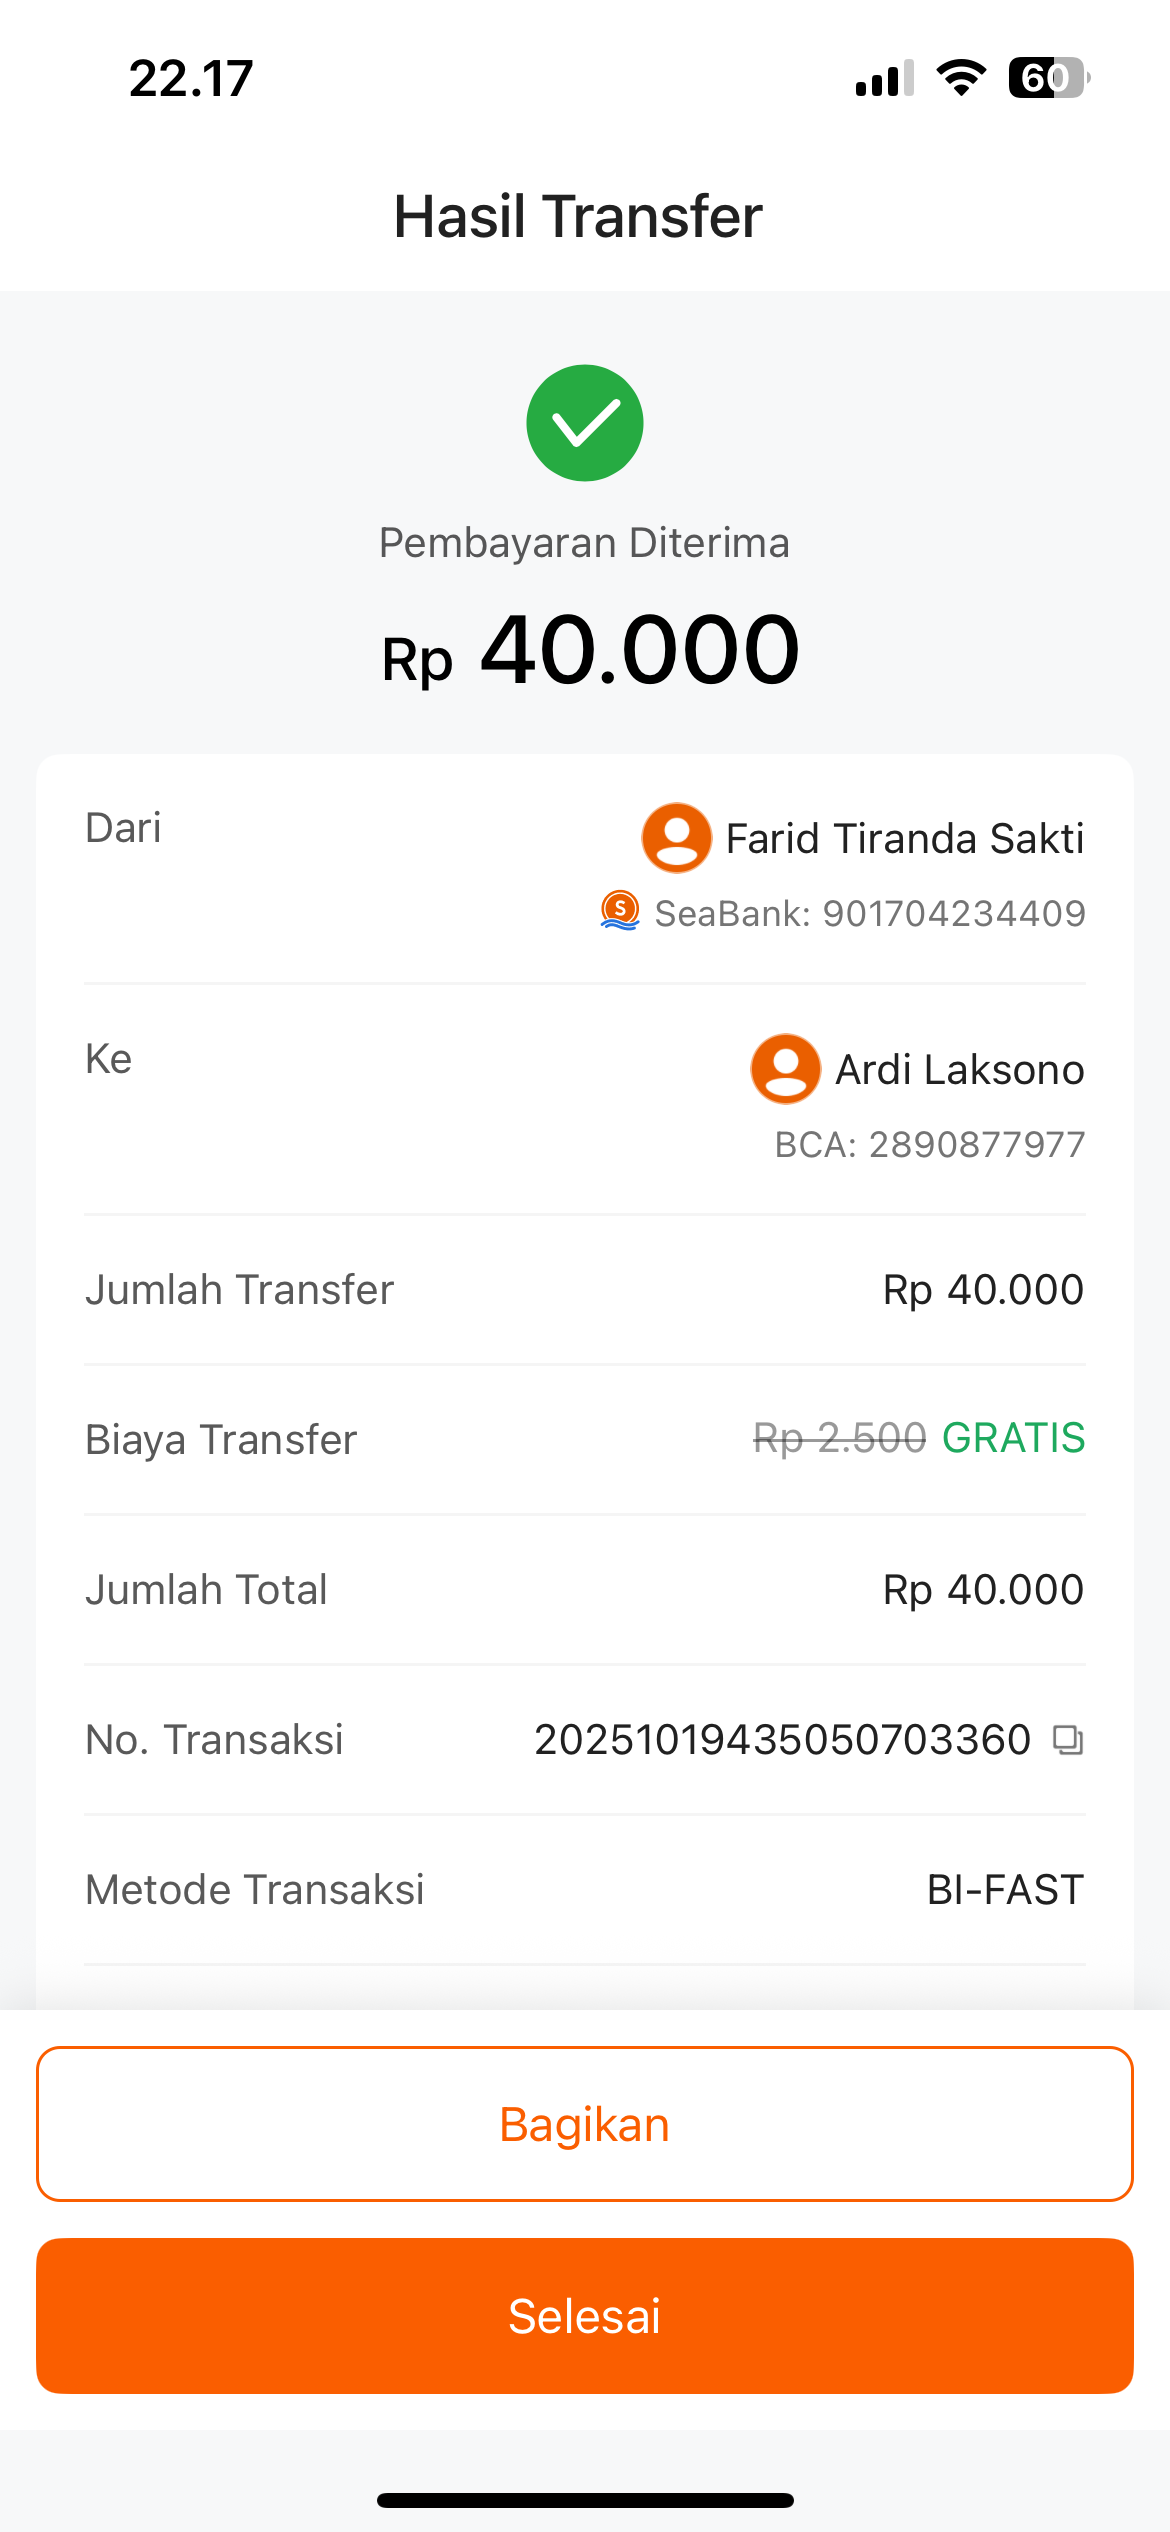 22.17
60
Hasil Transfer
Pembayaran Diterima
Rp 40.000
Dari
Farid Tiranda Sakti
S
SeaBank: 901704234409
Ke
Ardi Laksono
BCA: 2890877977
Jumlah Transfer
Rp 40.000
Biaya Transfer
Rp 2.500 GRATIS
Jumlah Total
Rp 40.000
No. Transaksi
20251019435050703360
Metode Transaksi
BI-FAST
Bagikan
Selesai